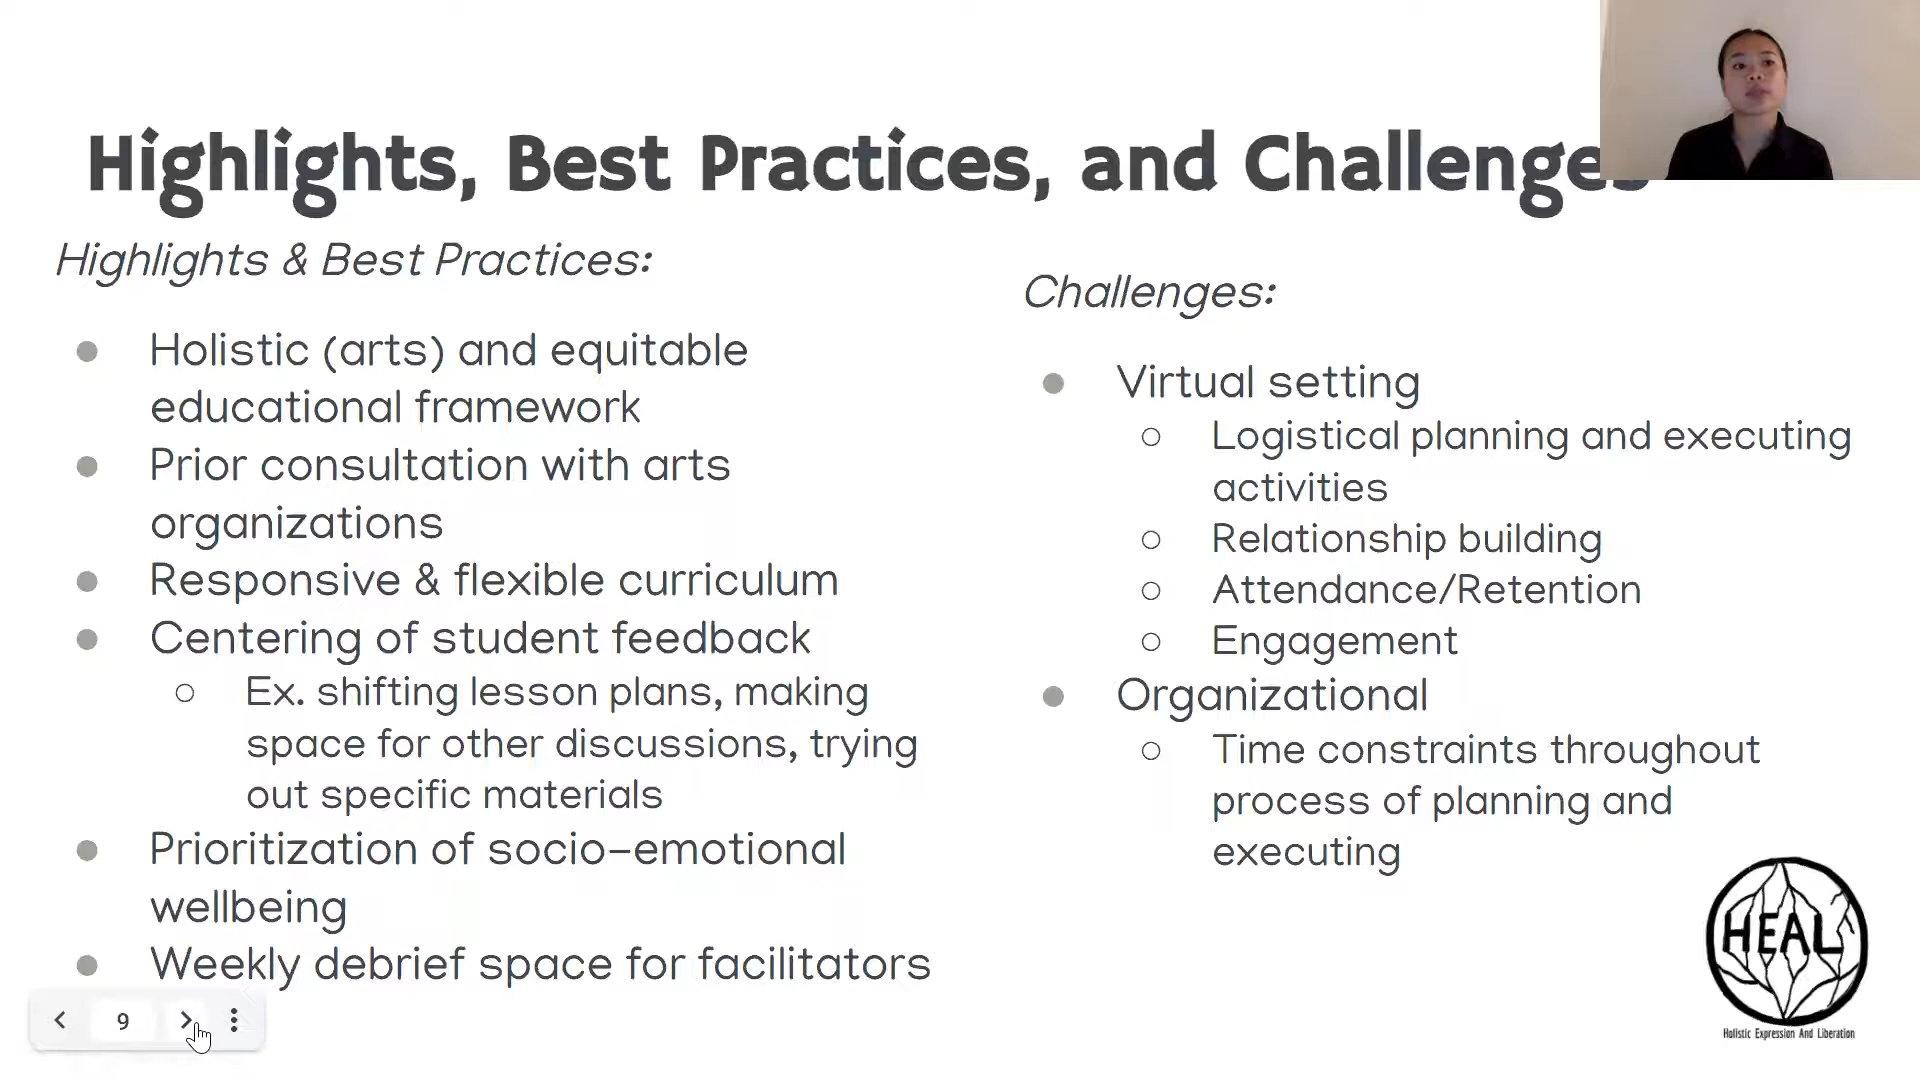 Highlights, Best Practices, and Challenges
Highlights & Best Practices:
Holistic (arts) and equitable
educational framework
Prior consultation with arts
organizations
Responsive & flexible curriculum
Centering of student feedback
Ex. shifting lesson plans, making
space for other discussions, trying
out specific materials
Prioritization of socio-emotional
wellbeing
Weekly debrief space for facilitators
Challenges:
Virtual setting
Logistical planning and executing
activities
Relationship building
Attendance/Retention
Engagement
Organizational
Time constraints throughout
process of planning and
executing
9
HEAL
Holistic Expression And Liberation